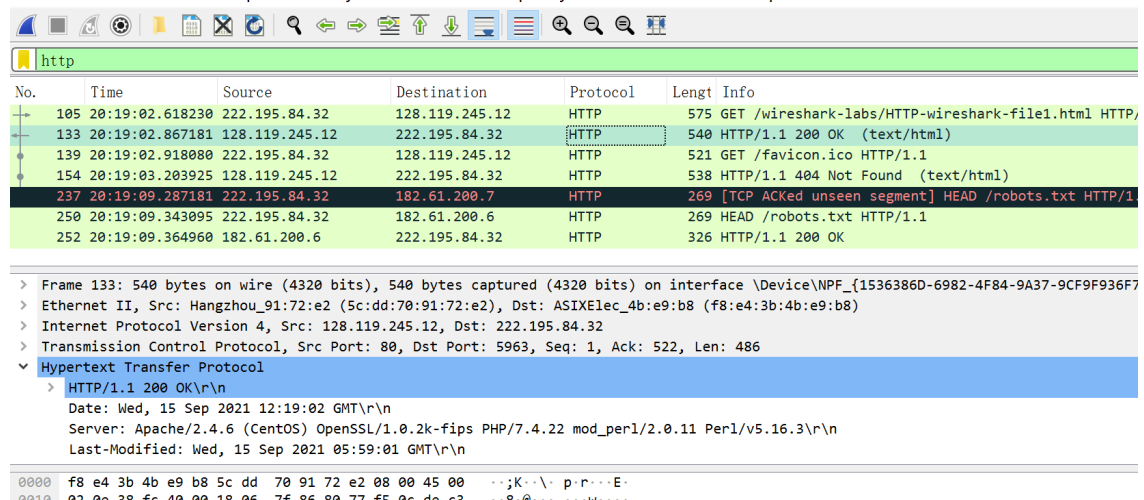 http
No. Time Source Destination Protocol Lengt Info
105 20:19:02.618230 222.195.84.32 128.119.245.12 HTTP 575 GET /wireshark-labs/HTTP-wireshark-file1.html HTTP/
133 20:19:02.867181 128.119.245.12 222.195.84.32 HTTP 540 HTTP/1.1 200 OK (text/html)
139 20:19:02.918080 222.195.84.32 128.119.245.12 HTTP 521 GET /favicon.ico HTTP/1.1
154 20:19:03.203925 128.119.245.12 222.195.84.32 HTTP 538 HTTP/1.1 404 Not Found (text/html)
237 20:19:09.287181 222.195.84.32 182.61.200.7 HTTP 269 [TCP ACKed unseen segment] HEAD /robots.txt HTTP/1.
250 20:19:09.343095 222.195.84.32 182.61.200.6 HTTP 269 HEAD /robots.txt HTTP/1.1
252 20:19:09.364960 182.61.200.6 222.195.84.32 HTTP 326 HTTP/1.1 200 OK
Frame 133: 540 bytes on wire (4320 bits), 540 bytes captured (4320 bits) on interface \Device\NPF_{1536386D-6982-4F84-9A37-9CF9F936F7
Ethernet II, Src: Hangzhou_91:72:e2 (5c:dd:70:91:72:e2), Dst: ASIXElec_4b:e9:b8 (f8:e4:3b:4b:e9:b8)
Internet Protocol Version 4, Src: 128.119.245.12, Dst: 222.195.84.32
Transmission Control Protocol, Src Port: 80, Dst Port: 5963, Seq: 1, Ack: 522, Len: 486
Hypertext Transfer Protocol
HTTP/1.1 200 OK\r\n
Date: Wed, 15 Sep 2021 12:19:02 GMT\r\n
Server: Apache/2.4.6 (CentOS) OpenSSL/1.0.2k-fips PHP/7.4.22 mod_perl/2.0.11 Perl/v5.16.3\r\n
Last-Modified: Wed, 15 Sep 2021 05:59:01 GMT\r\n
0000 f8 e4 3b 4b e9 b8 5c dd 70 91 72 e2 08 00 45 00 ··;K··\· p·r···E·